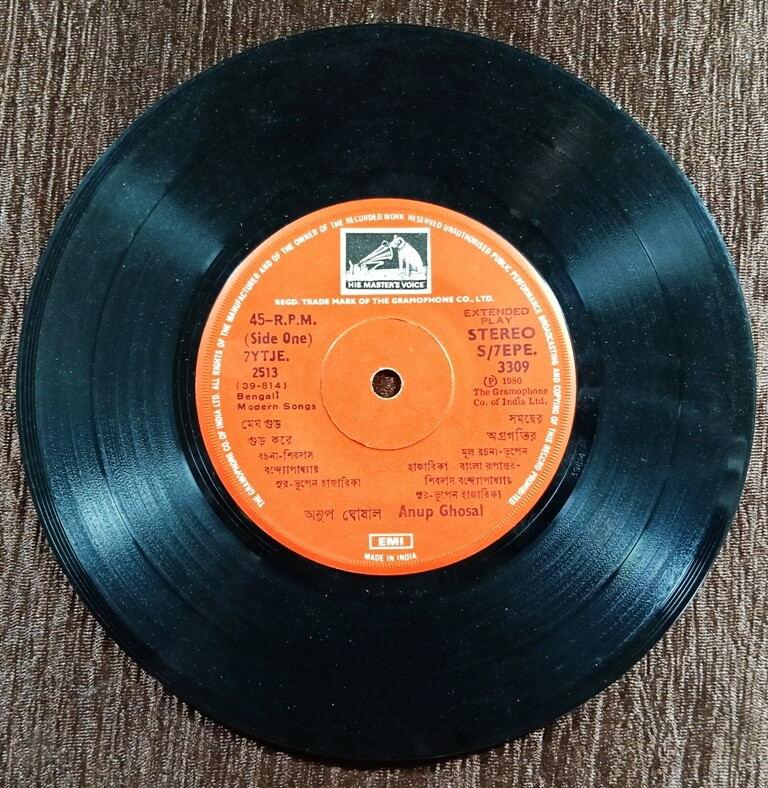 THE GRAMOPHONE CO OF INDIA LTD. ALL RIGHTS OF THE MANUFACTURER AND OF THE OWNER OF THE RECORDED WORK RESERVED UNAUTHORISED PUBLIC PERFORMANCE BROADCASTING AND COPYING OF THIS RECORD PROHIBITED
HIS MASTER'S VOICE
REGD. TRADE MARK OF THE GRAMOPHONE CO., LTD.
45–R.P.M.
(Side One)
7YTJE.
2513
(39-814)
Bengali
Modern Songs
EXTENDED
PLAY
STEREO
S/7EPE.
3309
Ⓟ 1980
The Gramophone
Co. of India Ltd.
মেঘ গুড়
গুড় করে
রচনা-শিবদাস
বন্দ্যোপাধ্যায়
সুর-ভূপেন হাজারিকা
সময়ের
অগ্রগতির
মূল রচনা-ভূপেন
হাজারিকা বাংলা রূপান্তর-
শিবদাস বন্দ্যোপাধ্যায়
সুর-ভূপেন হাজারিকা
অনুপ ঘোষাল Anup Ghosal
EMI
MADE IN INDIA